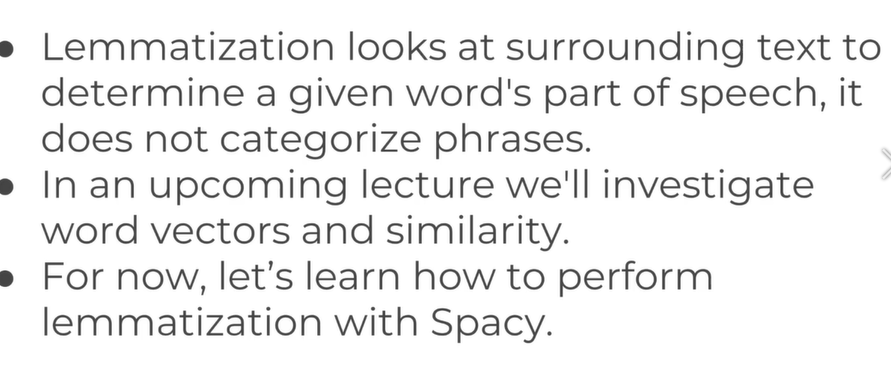 • Lemmatization looks at surrounding text to
determine a given word's part of speech, it
does not categorize phrases.
• In an upcoming lecture we'll investigate
word vectors and similarity.
• For now, let’s learn how to perform
lemmatization with Spacy.